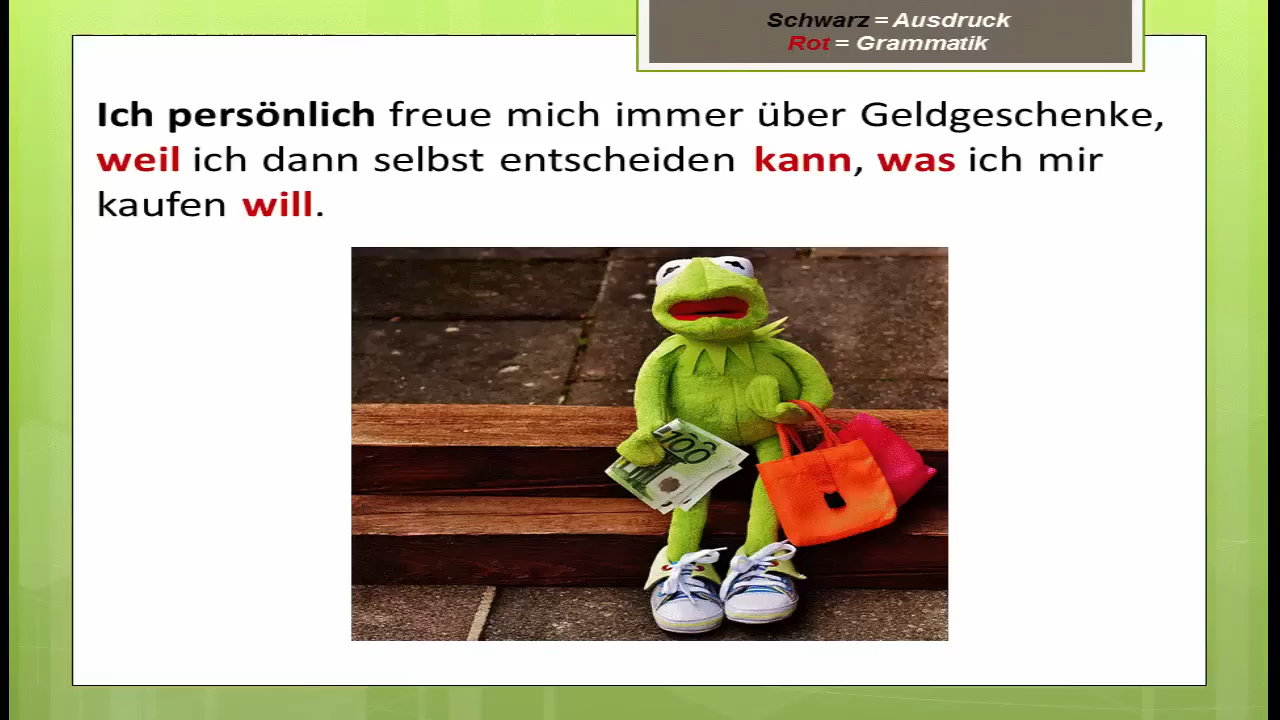 Schwarz = Ausdruck
Rot = Grammatik
Ich persönlich freue mich immer über Geldgeschenke,
weil ich dann selbst entscheiden kann, was ich mir
kaufen will.
100